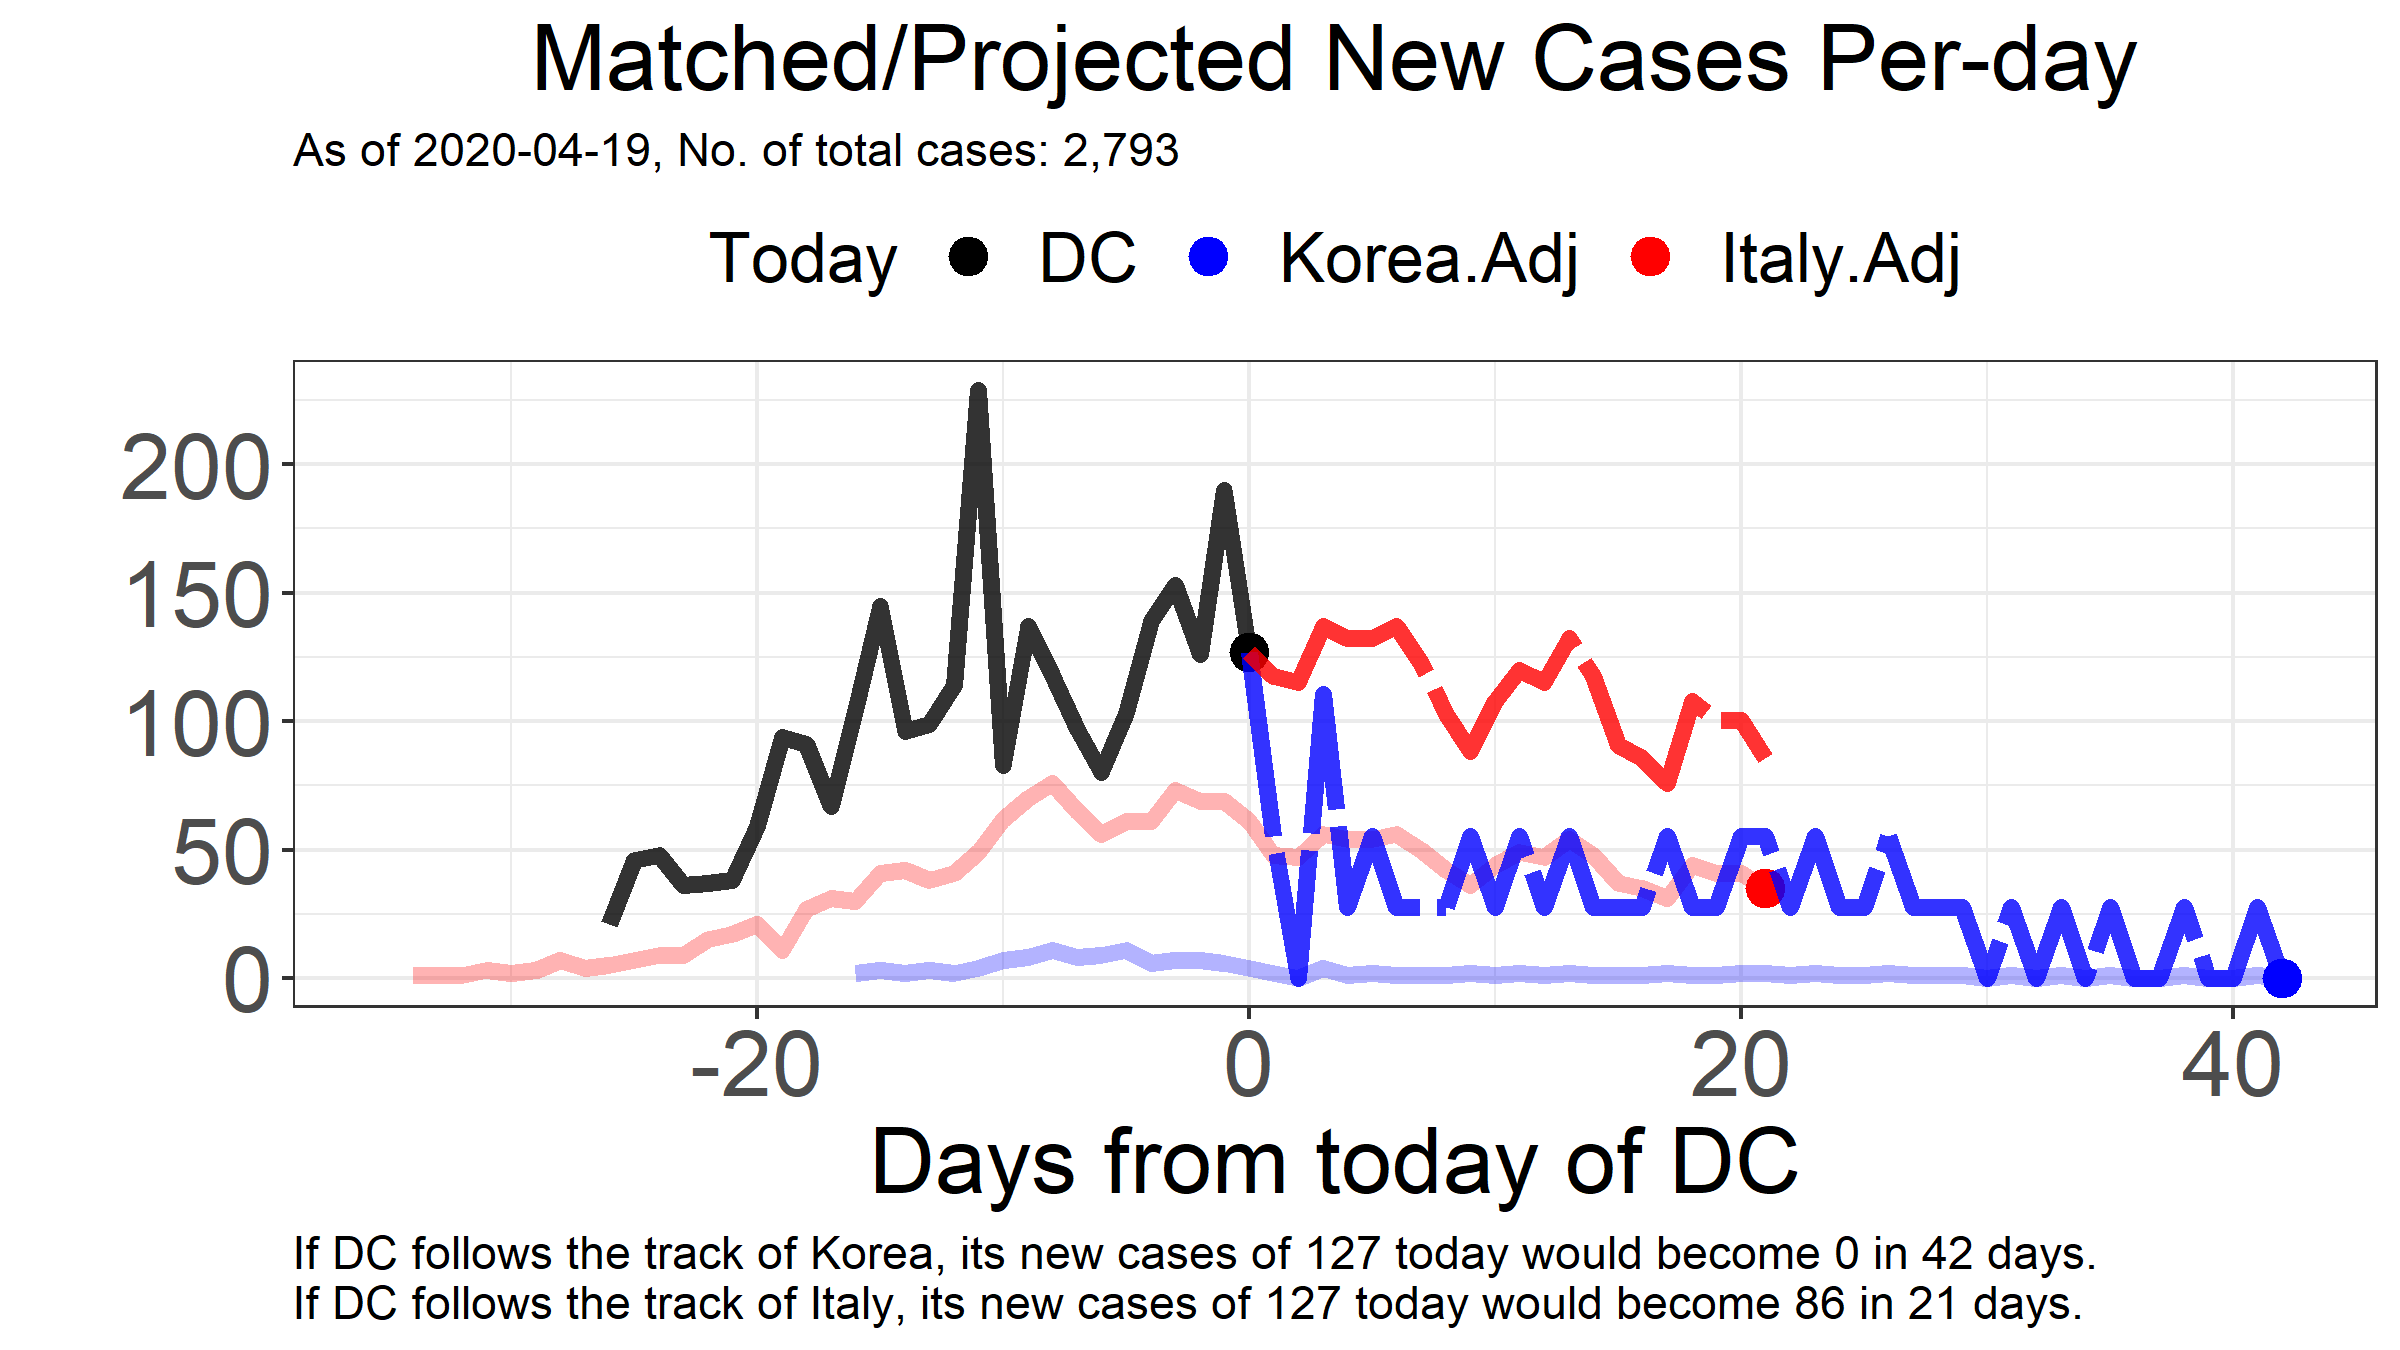 Matched/Projected New Cases Per-day
As of 2020-04-19, No. of total cases: 2,793
Today DC Korea.Adj Italy.Adj
200
150
100
50
0
-20 0 20 40
Days from today of DC
If DC follows the track of Korea, its new cases of 127 today would become 0 in 42 days.
If DC follows the track of Italy, its new cases of 127 today would become 86 in 21 days.